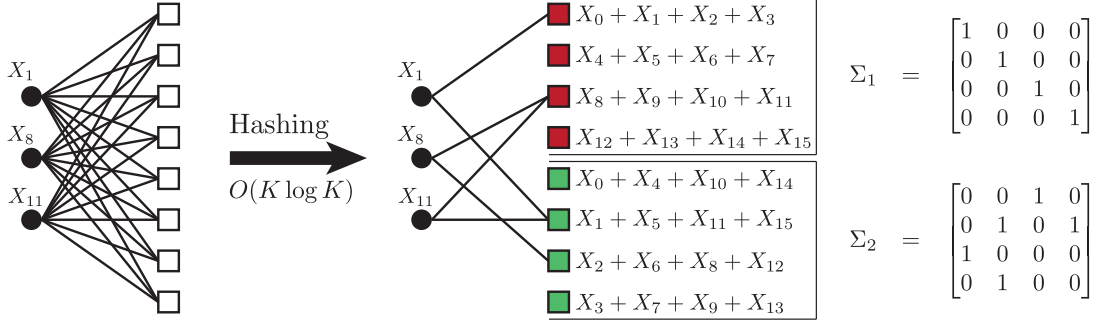 X₁
X₈
X₁₁
Hashing
O(K log K)
X₁
X₈
X₁₁
X₀ + X₁ + X₂ + X₃
X₄ + X₅ + X₆ + X₇
X₈ + X₉ + X₁₀ + X₁₁
X₁₂ + X₁₃ + X₁₄ + X₁₅
X₀ + X₄ + X₁₀ + X₁₄
X₁ + X₅ + X₁₁ + X₁₅
X₂ + X₆ + X₈ + X₁₂
X₃ + X₇ + X₉ + X₁₃
Σ₁ =
1 0 0 0
0 1 0 0
0 0 1 0
0 0 0 1
Σ₂ =
0 0 1 0
0 1 0 1
1 0 0 0
0 1 0 0